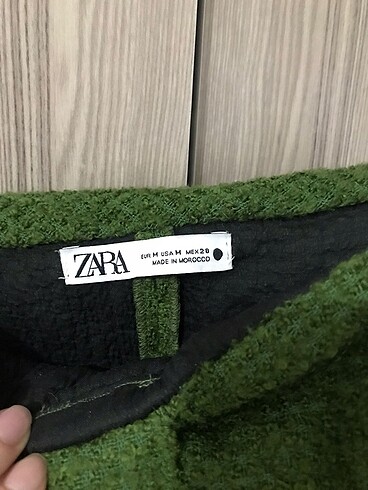 ZARA
EUR M USA M MEX 28
MADE IN MOROCCO